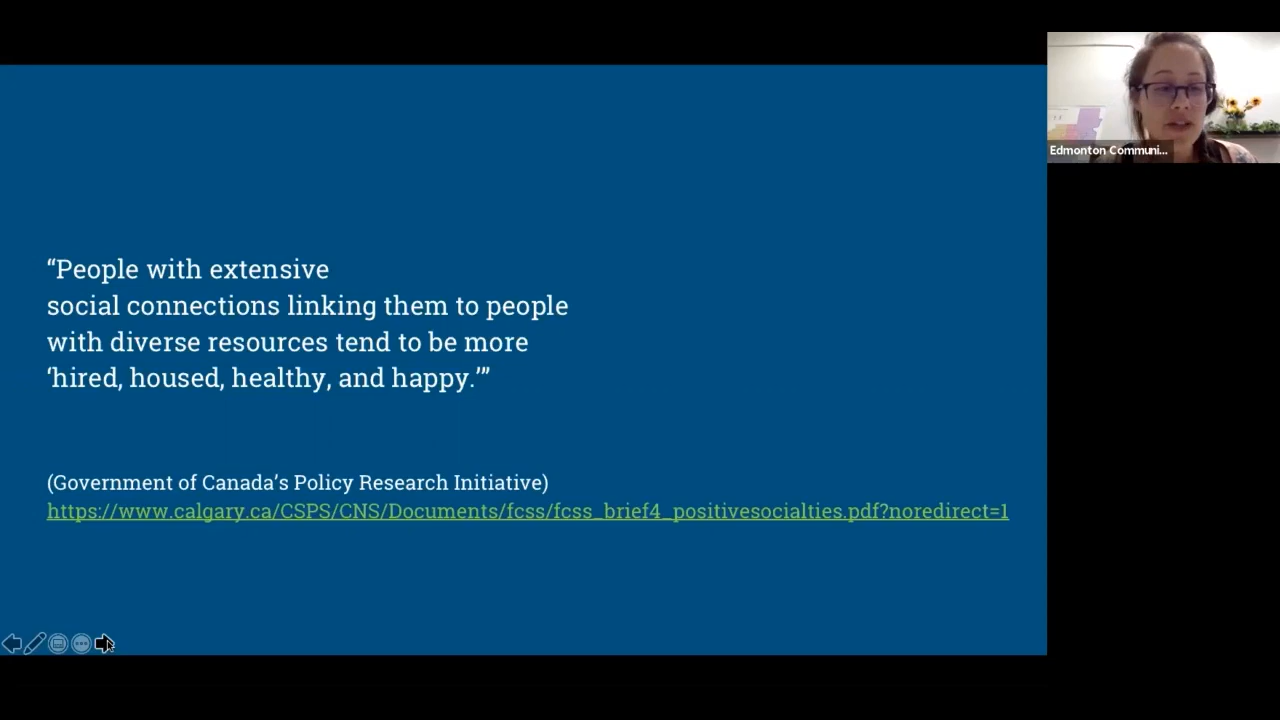 “People with extensive
social connections linking them to people
with diverse resources tend to be more
‘hired, housed, healthy, and happy.’”
(Government of Canada’s Policy Research Initiative)
https://www.calgary.ca/CSPS/CNS/Documents/fcss/fcss_brief4_positivesocialties.pdf?noredirect=1
Edmonton Communi...